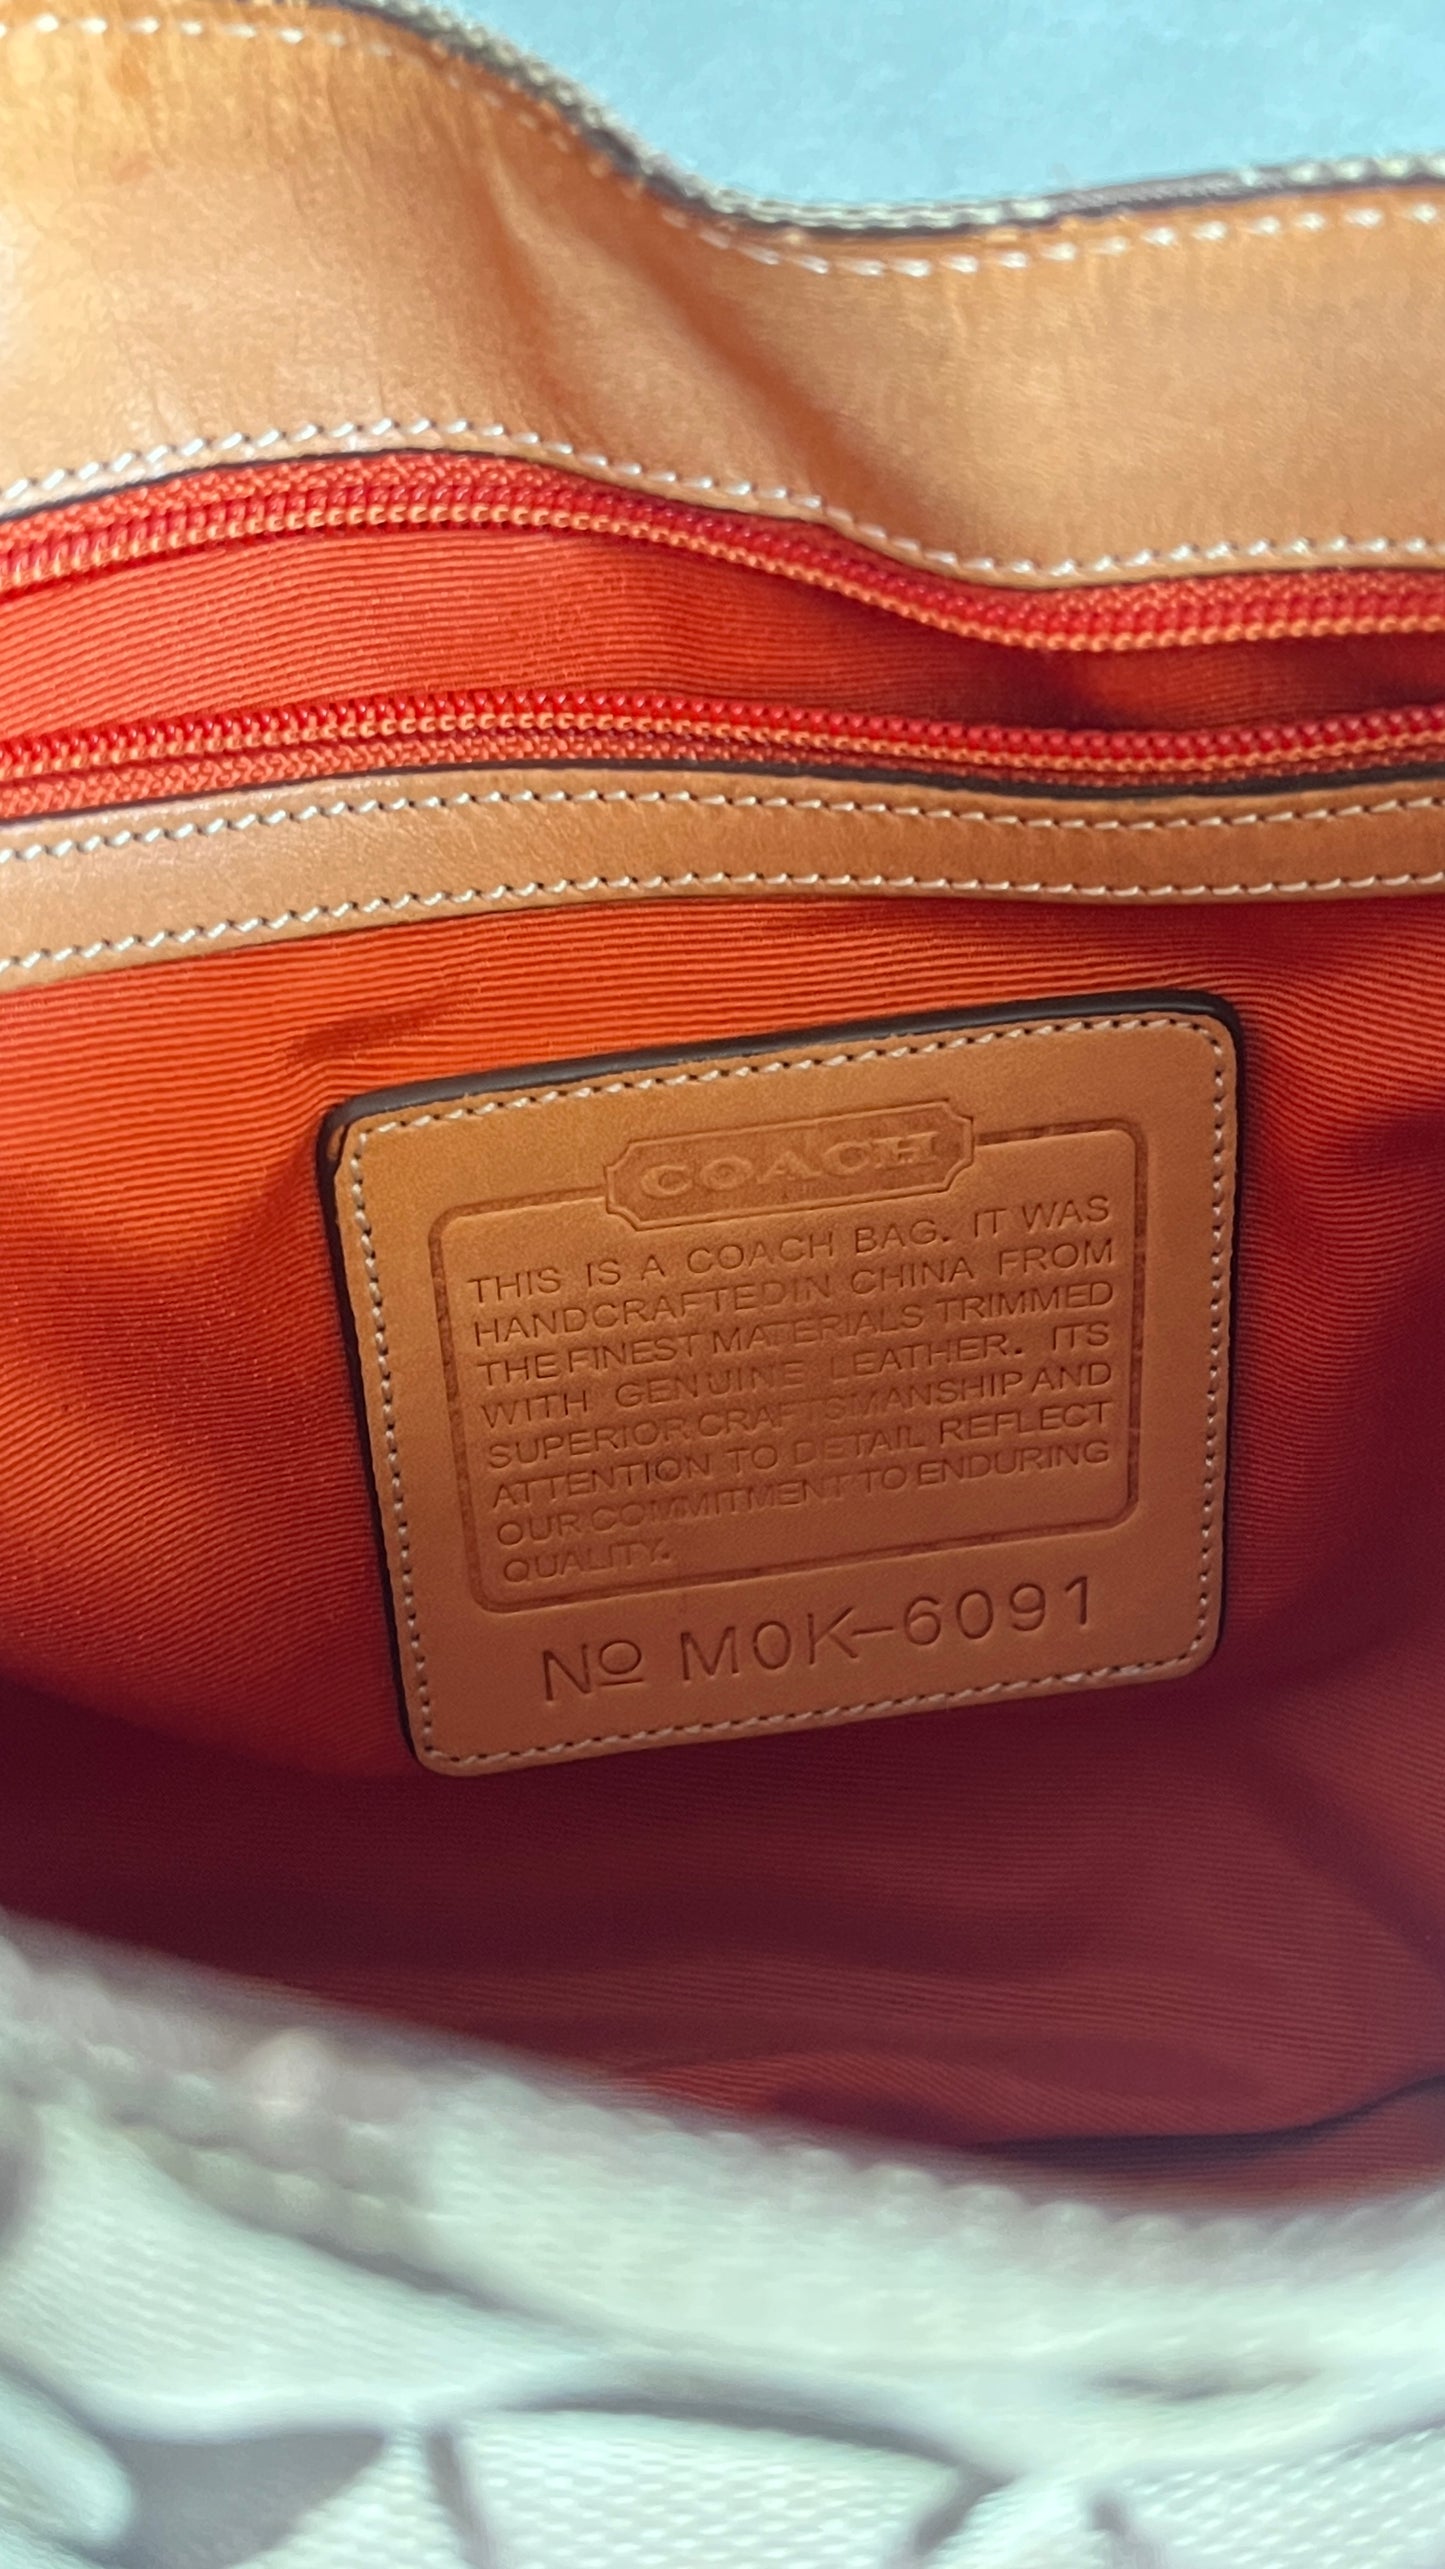 COACH
THIS IS A COACH BAG. IT WAS
HANDCRAFTEDIN CHINA FROM
THE FINEST MATERIALS TRIMMED
WITH GENUINE LEATHER. ITS
SUPERIOR CRAFTSMANSHIP AND
ATTENTION TO DETAIL REFLECT
OUR COMMITMENT TO ENDURING
QUALITY.
Nº M0K-6091